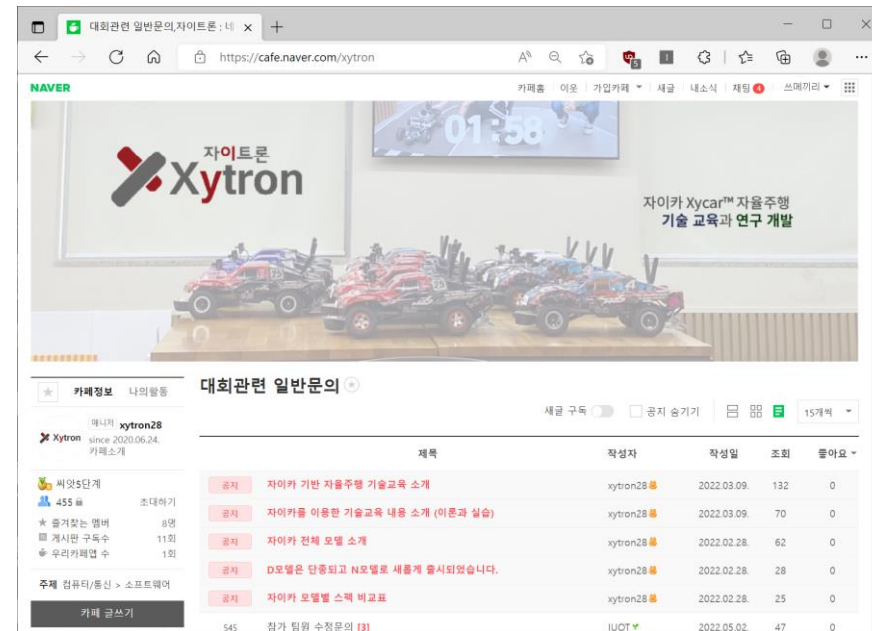 대회관련 일반문의,자이트론 : 네
https://cafe.naver.com/xytron
5
NAVER
카페홈 이웃 가입카페 새글 내소식 채팅 4 쓰메끼리
01:58
자이트론
Xytron
자이카 Xycar™ 자율주행
기술 교육과 연구 개발
카페정보 나의활동
대회관련 일반문의
새글 구독 공지 숨기기 15개씩
매니저 xytron28
Xytron since 2020.06.24.
카페소개
제목 작성자 작성일 조회 좋아요
씨앗5단계
455 초대하기
즐겨찾는 멤버 8명
게시판 구독수 11회
우리카페앱 수 1회
주제 컴퓨터/통신 > 소프트웨어
카페 글쓰기
공지 자이카 기반 자율주행 기술교육 소개 xytron28 2022.03.09. 132 0
공지 자이카를 이용한 기술교육 내용 소개 (이론과 실습) xytron28 2022.03.09. 70 0
공지 자이카 전체 모델 소개 xytron28 2022.02.28. 62 0
공지 D모델은 단종되고 N모델로 새롭게 출시되었습니다. xytron28 2022.02.28. 28 0
공지 자이카 모델별 스펙 비교표 xytron28 2022.02.28. 25 0
545 참가 팀원 수정문의 [3] IUOT 2022.05.02. 47 0